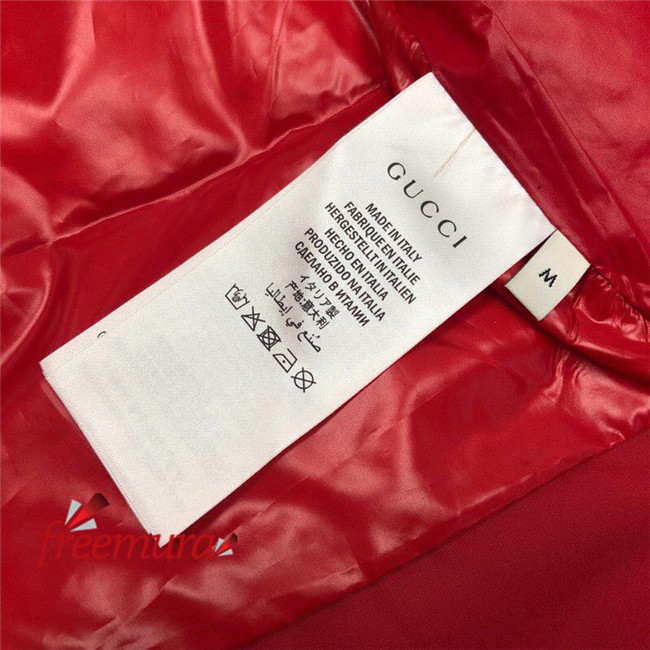 GUCCI
MADE IN ITALY
FABRIQUE EN ITALIE
HERGESTELLT IN ITALIEN
HECHO EN ITALIA
PRODUZIDO NA ITALIA
СДЕЛАНО В ИТАЛИИ
イタリア製
产地:意大利
صنع في إيطاليا
M
freemura